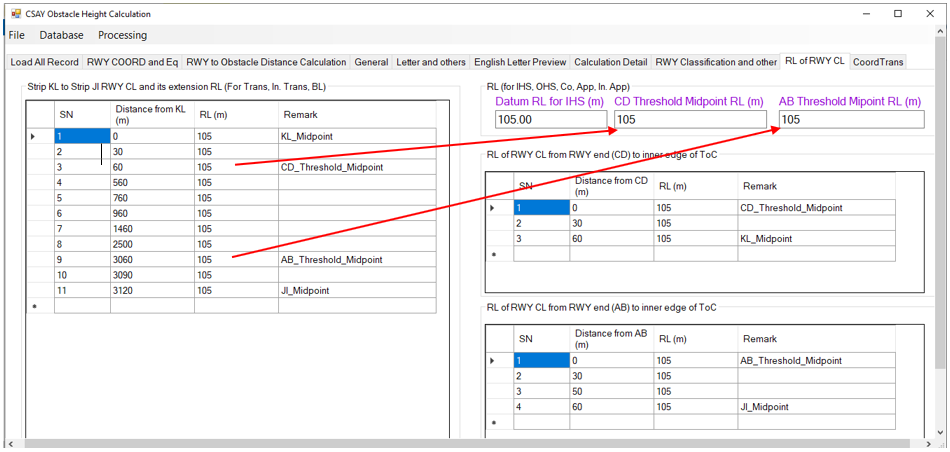 CSAY Obstacle Height Calculation
File Database Processing
Load All Record RWY COORD and Eq RWY to Obstacle Distance Calculation General Letter and others English Letter Preview Calculation Detail RWY Classification and other RL of RWY CL CoordTrans
Strip KL to Strip JI RWY CL and its extension RL (For Trans, In. Trans, BL)
SN Distance from KL (m) RL (m) Remark
1 0 105 KL_Midpoint
2 30 105
3 60 105 CD_Threshold_Midpoint
4 560 105
5 760 105
6 960 105
7 1460 105
8 2500 105
9 3060 105 AB_Threshold_Midpoint
10 3090 105
11 3120 105 JI_Midpoint
*
RL (for IHS, OHS, Co, App, In. App)
Datum RL for IHS (m) CD Threshold Midpoint RL (m) AB Threshold Mipoint RL (m)
105.00 105 105
RL of RWY CL from RWY end (CD) to inner edge of ToC
SN Distance from CD (m) RL (m) Remark
1 0 105 CD_Threshold_Midpoint
2 30 105
3 60 105 KL_Midpoint
*
RL of RWY CL from RWY end (AB) to inner edge of ToC
SN Distance from AB (m) RL (m) Remark
1 0 105 AB_Threshold_Midpoint
2 30 105
3 50 105
4 60 105 JI_Midpoint
*